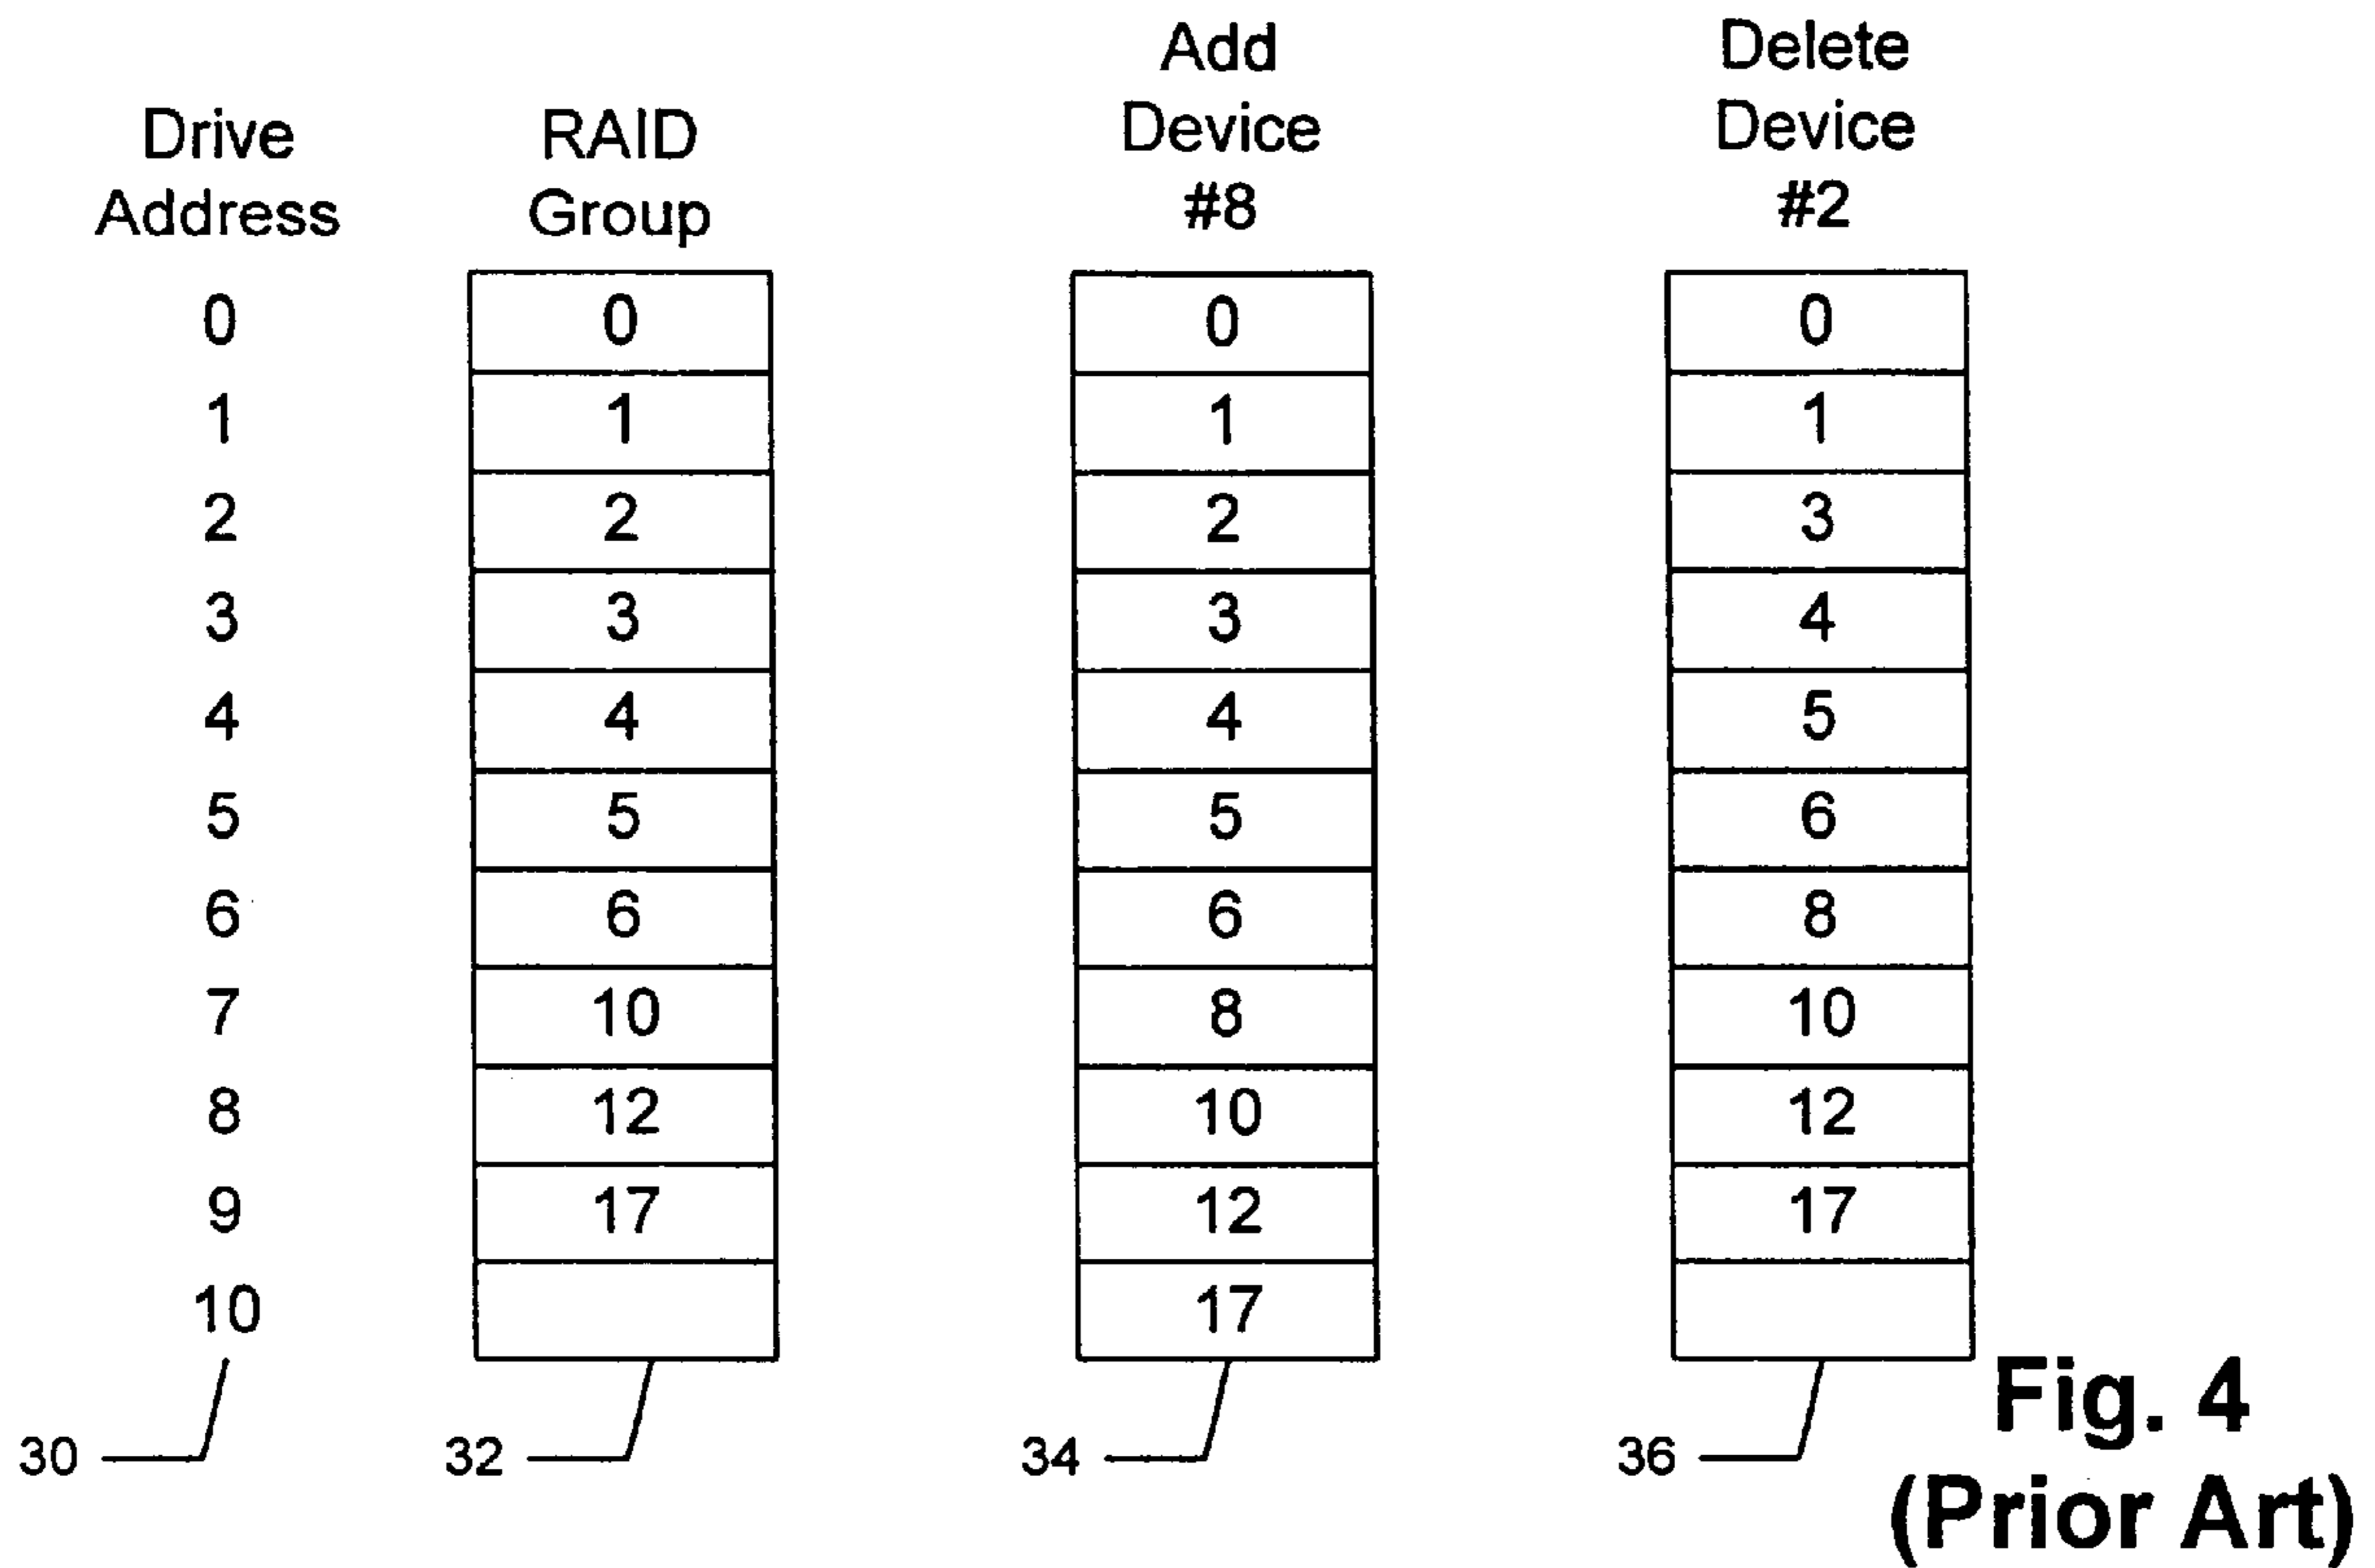 Drive Address
RAID Group
Add Device #8
Delete Device #2
0 0 0 0
1 1 1 1
2 2 2 3
3 3 3 4
4 4 4 5
5 5 5 6
6 6 6 8
7 10 8 10
8 12 10 12
9 17 12 17
10 17
30 32 34 36
Fig. 4
(Prior Art)